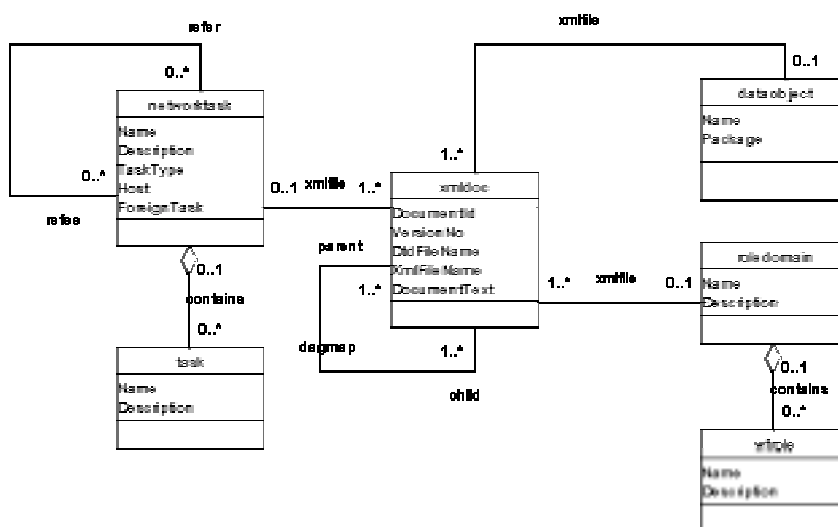 refer
xmlfile
0..*
0..1
networktask
dataobject
Name
Description
TaskType
Host
ForeignTask
Name
Package
0..*
1..*
0..1
xmlfile
1..*
xmldoc
refee
DocumentId
VersionNo
DtdFileName
XmlFileName
DocumentText
parent
roledomain
0..1
contains
1..*
1..*
xmlfile
0..1
Name
Description
0..*
dagmap
1..*
task
0..1
contains
Name
Description
child
0..*
wfrole
Name
Description